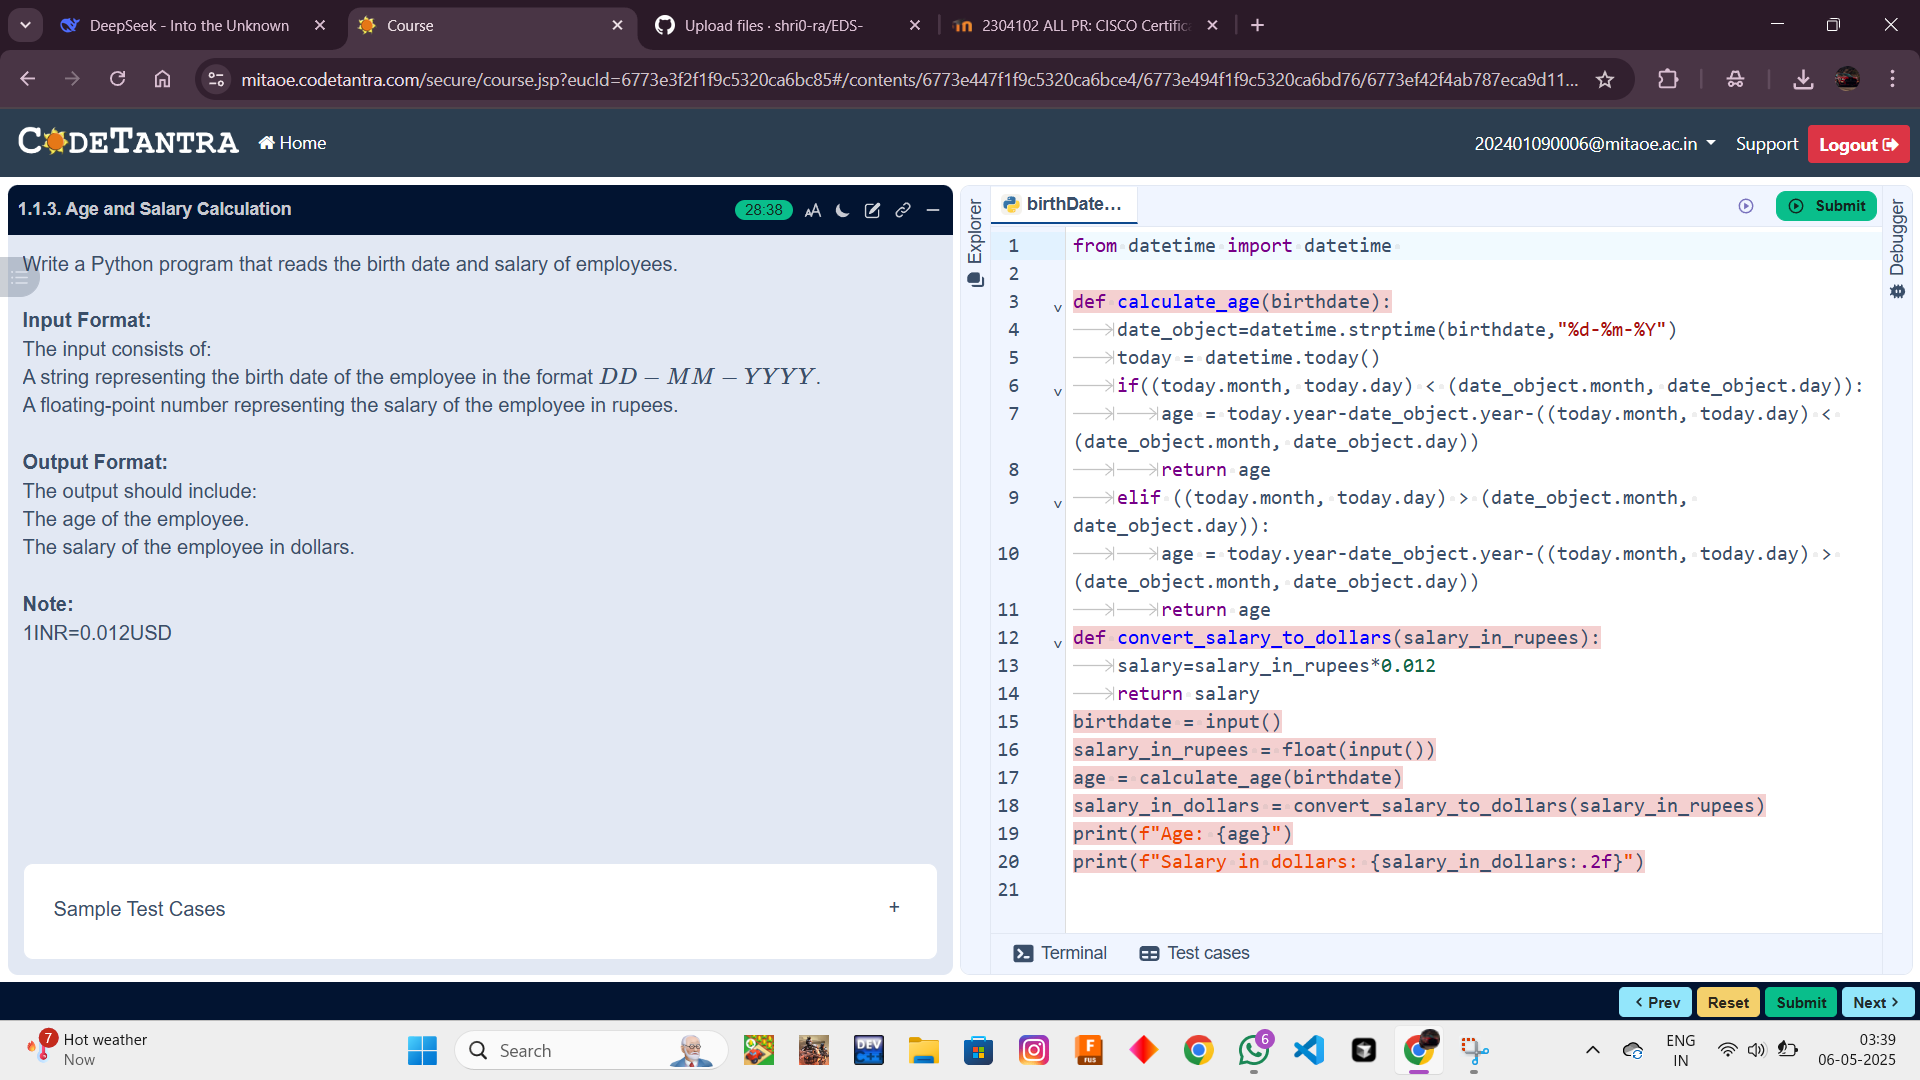 DeepSeek - Into the Unknown
Course
Upload files · shri0-ra/EDS-
2304102 ALL PR: CISCO Certific
mitaoe.codetantra.com/secure/course.jsp?eucId=6773e3f2f1f9c5320ca6bc85#/contents/6773e447f1f9c5320ca6bce4/6773e494f1f9c5320ca6bd76/6773ef42f4ab787eca9d11...
CODETANTRA
Home
202401090006@mitaoe.ac.in
Support
Logout
1.1.3. Age and Salary Calculation
28:38
AA
Write a Python program that reads the birth date and salary of employees.
Input Format:
The input consists of:
A string representing the birth date of the employee in the format DD − MM − YYYY.
A floating-point number representing the salary of the employee in rupees.
Output Format:
The output should include:
The age of the employee.
The salary of the employee in dollars.
Note:
1INR=0.012USD
Sample Test Cases
+
Explorer
birthDate...
Submit
Debugger
1 from datetime import datetime
2
3 def calculate_age(birthdate):
4 date_object=datetime.strptime(birthdate,"%d-%m-%Y")
5 today = datetime.today()
6 if((today.month, today.day) < (date_object.month, date_object.day)):
7 age = today.year-date_object.year-((today.month, today.day) <
(date_object.month, date_object.day))
8 return age
9 elif ((today.month, today.day) > (date_object.month,
date_object.day)):
10 age = today.year-date_object.year-((today.month, today.day) >
(date_object.month, date_object.day))
11 return age
12 def convert_salary_to_dollars(salary_in_rupees):
13 salary=salary_in_rupees*0.012
14 return salary
15 birthdate = input()
16 salary_in_rupees = float(input())
17 age = calculate_age(birthdate)
18 salary_in_dollars = convert_salary_to_dollars(salary_in_rupees)
19 print(f"Age: {age}")
20 print(f"Salary in dollars: {salary_in_dollars:.2f}")
21
Terminal
Test cases
< Prev
Reset
Submit
Next >
7
Hot weather
Now
Search
DEV
C++
F
FUS
6
ENG
IN
03:39
06-05-2025